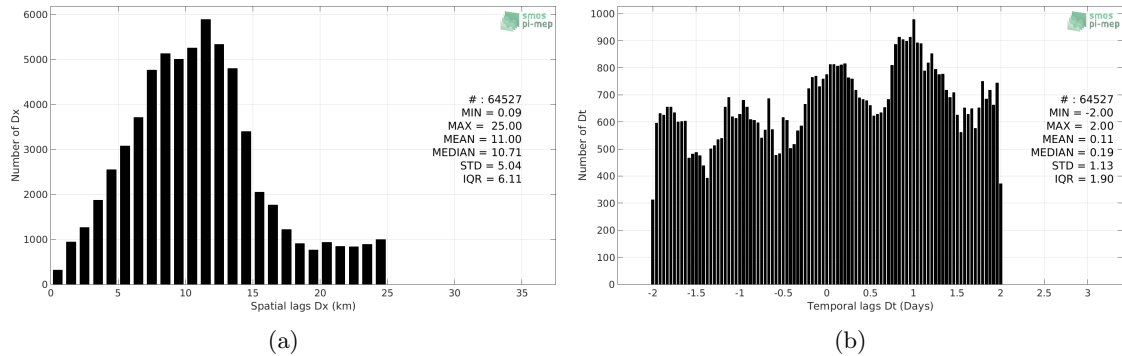 6000
5000
4000
3000
2000
1000
0
Number of Dx
0 5 10 15 20 25 30 35
Spatial lags Dx (km)
smos
pi-mep
# : 64527
MIN = 0.09
MAX = 25.00
MEAN = 11.00
MEDIAN = 10.71
STD = 5.04
IQR = 6.11
(a)
1000
900
800
700
600
500
400
300
200
100
0
Number of Dt
-2 -1.5 -1 -0.5 0 0.5 1 1.5 2 2.5 3
Temporal lags Dt (Days)
smos
pi-mep
# : 64527
MIN = -2.00
MAX = 2.00
MEAN = 0.11
MEDIAN = 0.19
STD = 1.13
IQR = 1.90
(b)